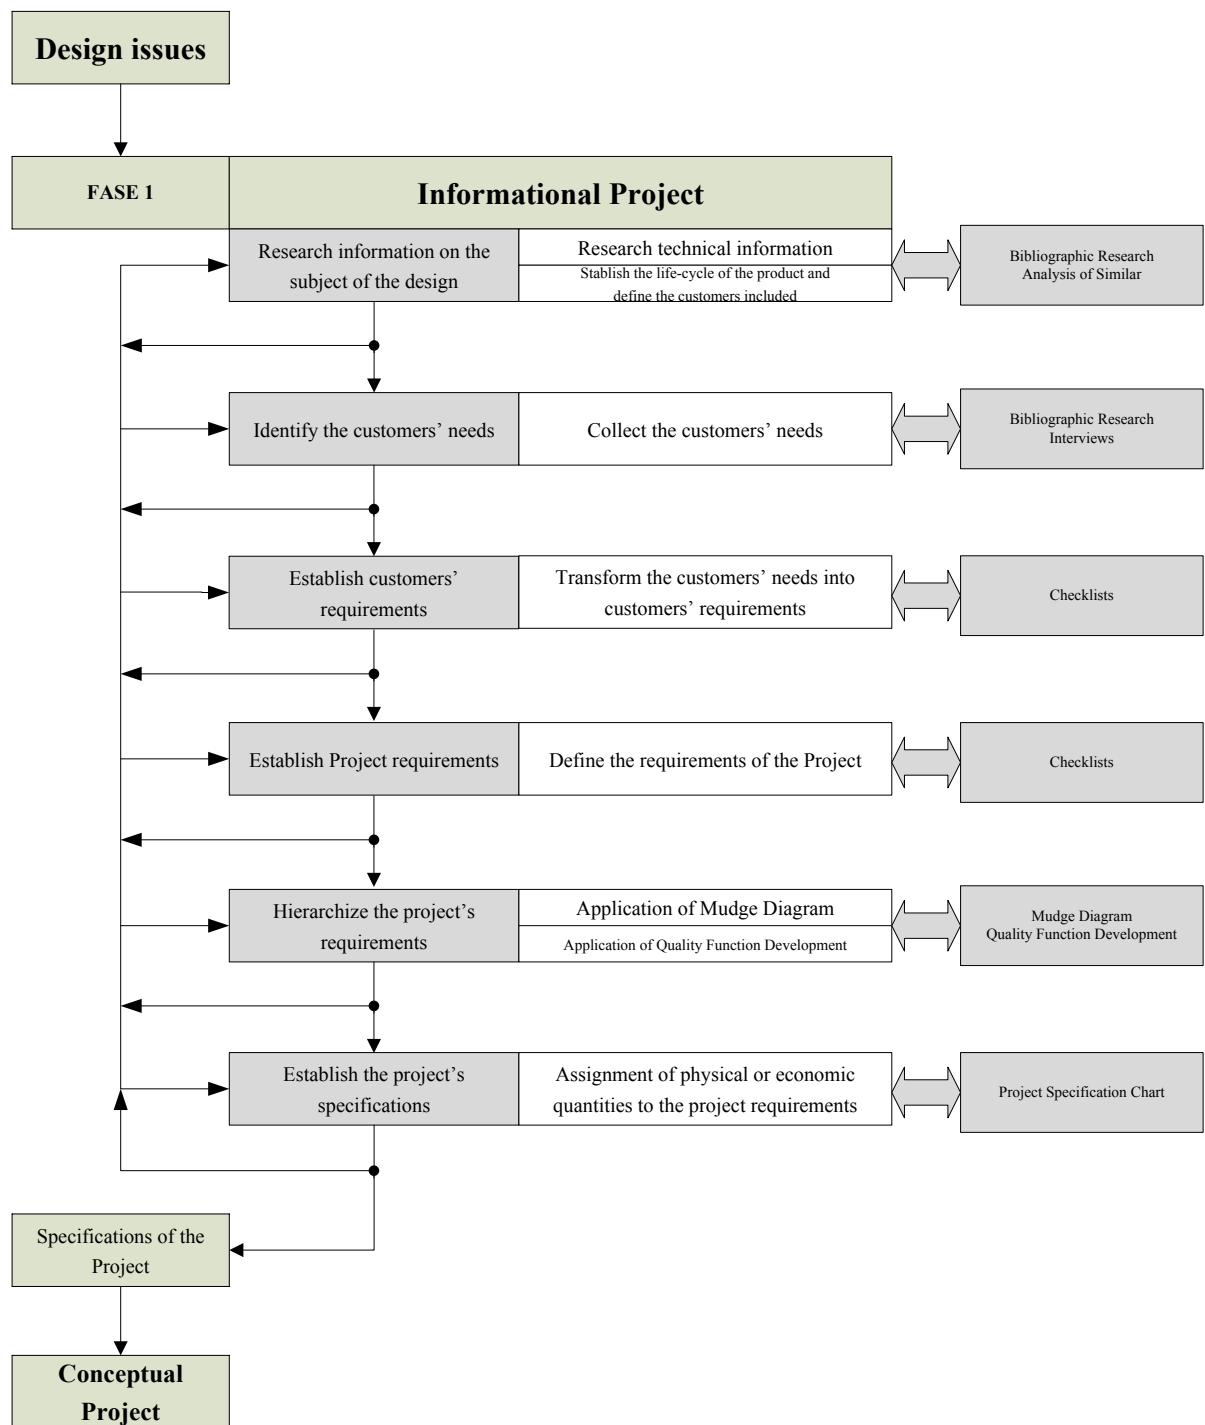 Design issues
FASE 1
Informational Project
Research information on the
subject of the design
Research technical information
Stablish the life-cycle of the product and
define the customers included
Bibliographic Research
Analysis of Similar
Identify the customers’ needs
Collect the customers’ needs
Bibliographic Research
Interviews
Establish customers’
requirements
Transform the customers’ needs into
customers’ requirements
Checklists
Establish Project requirements
Define the requirements of the Project
Checklists
Hierarchize the project’s
requirements
Application of Mudge Diagram
Application of Quality Function Development
Mudge Diagram
Quality Function Development
Establish the project’s
specifications
Assignment of physical or economic
quantities to the project requirements
Project Specification Chart
Specifications of the
Project
Conceptual
Project